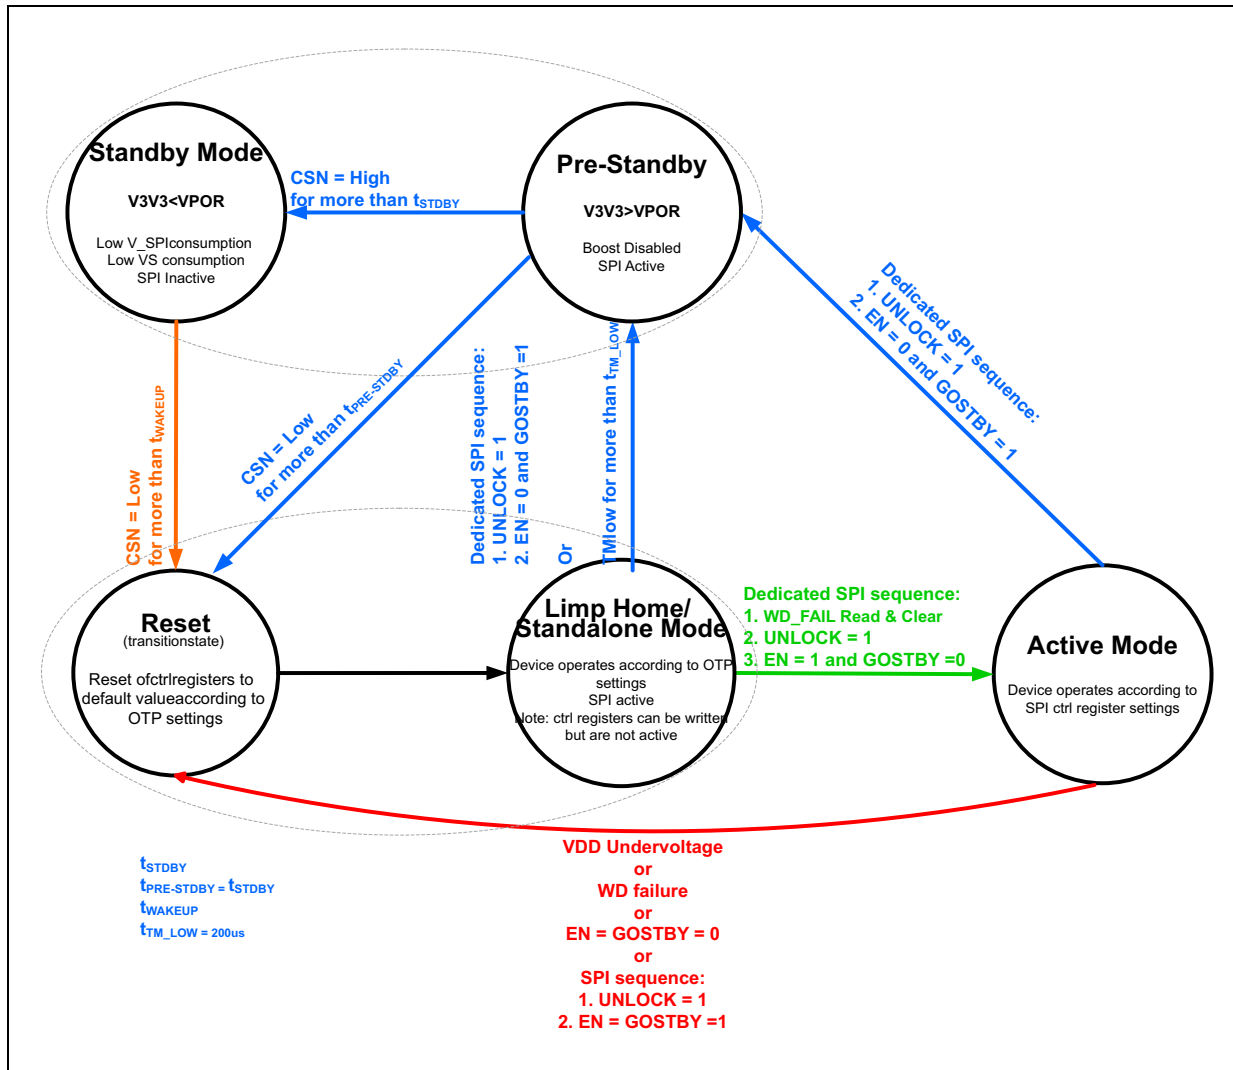 Standby Mode
V3V3<VPOR
Low V_SPIconsumption
Low VS consumption
SPI Inactive
CSN = High
for more than tSTDBY
Pre-Standby
V3V3>VPOR
Boost Disabled
SPI Active
Dedicated SPI sequence:
1. UNLOCK = 1
2. EN = 0 and GOSTBY = 1
CSN = Low
for more than tWAKEUP
CSN = Low
for more than tPRE-STDBY
Dedicated SPI sequence:
1. UNLOCK = 1
2. EN = 0 and GOSTBY =1
Or
TMlow for more than tTM_LOW
Reset
(transitionstate)
Reset ofctrlregisters to
default valueaccording to
OTP settings
Limp Home/
Standalone Mode
Device operates according to OTP
settings
SPI active
Note: ctrl registers can be written
but are not active
Dedicated SPI sequence:
1. WD_FAIL Read & Clear
2. UNLOCK = 1
3. EN = 1 and GOSTBY =0
Active Mode
Device operates according to
SPI ctrl register settings
tSTDBY
tPRE-STDBY = tSTDBY
tWAKEUP
tTM_LOW = 200us
VDD Undervoltage
or
WD failure
or
EN = GOSTBY = 0
or
SPI sequence:
1. UNLOCK = 1
2. EN = GOSTBY =1